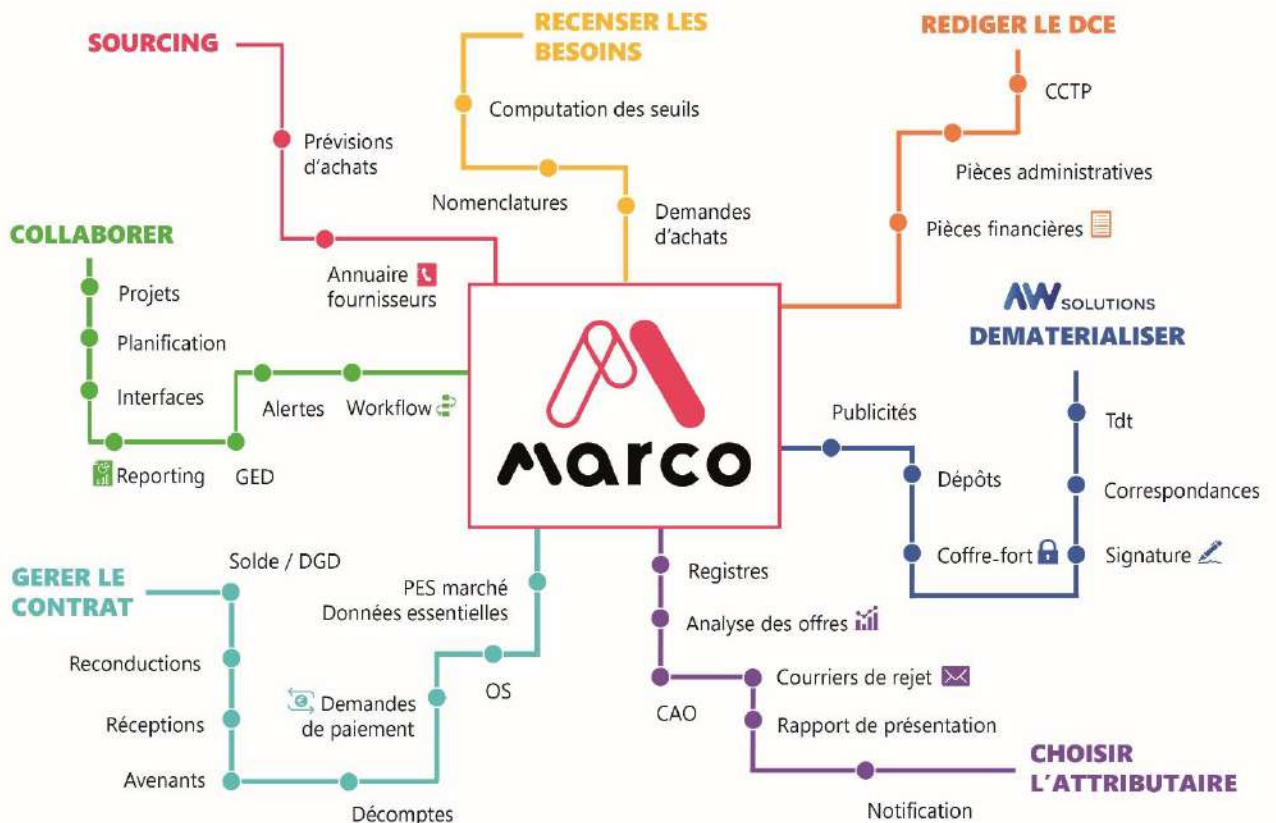 SOURCING
Prévisions
d'achats
Annuaire
fournisseurs
RECENSER LES
BESOINS
Computation des seuils
Nomenclatures
Demandes
d'achats
REDIGER LE DCE
CCTP
Pièces administratives
Pièces financières
COLLABORER
Projets
Planification
Interfaces
Reporting
GED
Alertes
Workflow
marco
AW SOLUTIONS
DEMATERIALISER
Publicités
Dépôts
Coffre-fort
Tdt
Correspondances
Signature
GERER LE
CONTRAT
Solde / DGD
Reconductions
Réceptions
Avenants
Décomptes
Demandes
de paiement
OS
PES marché
Données essentielles
Registres
Analyse des offres
CAO
Courriers de rejet
Rapport de présentation
Notification
CHOISIR
L'ATTRIBUTAIRE